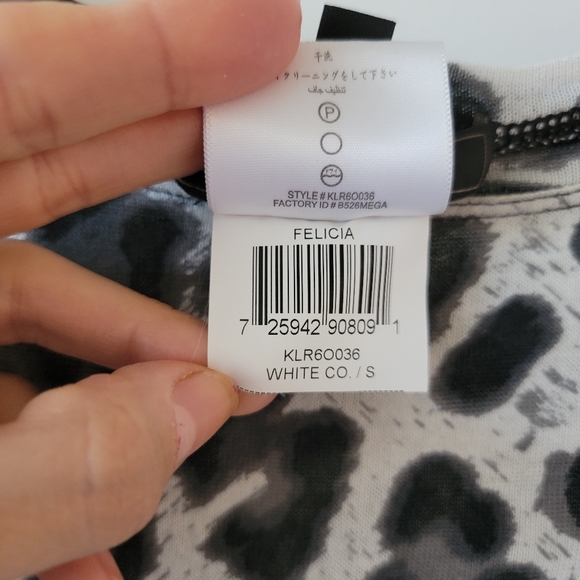 干洗
クリーニングをして下さい
تنظيف جاف
P
STYLE # KLR6O036
FACTORY ID # B526MEGA
FELICIA
7 25942 90809 1
KLR6O036
WHITE CO. / S